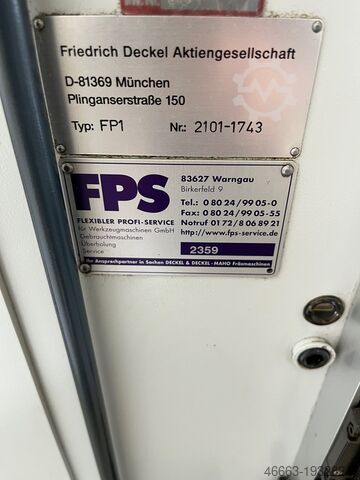 Friedrich Deckel Aktiengesellschaft
D-81369 München
Plinganserstraße 150
Typ: FP1 Nr.: 2101-1743
FPS
FLEXIBLER PROFI-SERVICE
für Werkzeugmaschinen GmbH
Gebrauchtmaschinen
Überholung
Service
83627 Warngau
Birkerfeld 9
Tel.: 0 80 24/99 05-0
Fax: 0 80 24/99 05-55
Notruf 01 72/8 06 89 21
http://www.fps-service.de
2359
Ihr Ansprechpartner in Sachen DECKEL & DECKEL - MAHO Fräsmaschinen